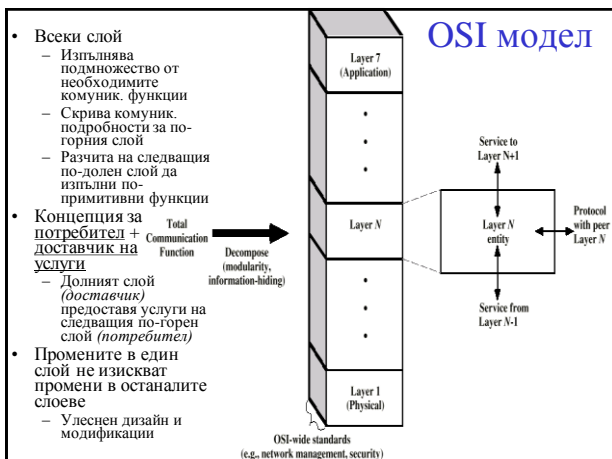 OSI модел
• Всеки слой
– Изпълнява
подмножество от
необходимите
комуник. функции
– Скрива комуник.
подробности за по-
горния слой
– Разчита на следващия
по-долен слой да
изпълни по-
примитивни функции
• Концепция за
потребител +
доставчик на
услуги
– Долният слой
(доставчик)
предоставя услуги на
следващия по-горен
слой (потребител)
• Промените в един
слой не изискват
промени в останалите
слоеве
– Улеснен дизайн и
модификации
Total
Communication
Function
Decompose
(modularity,
information-hiding)
Layer 7
(Application)
Layer N
Layer 1
(Physical)
OSI-wide standards
(e.g., network management, security)
Service to
Layer N+1
Layer N
entity
Protocol
with peer
Layer N
Service from
Layer N-1